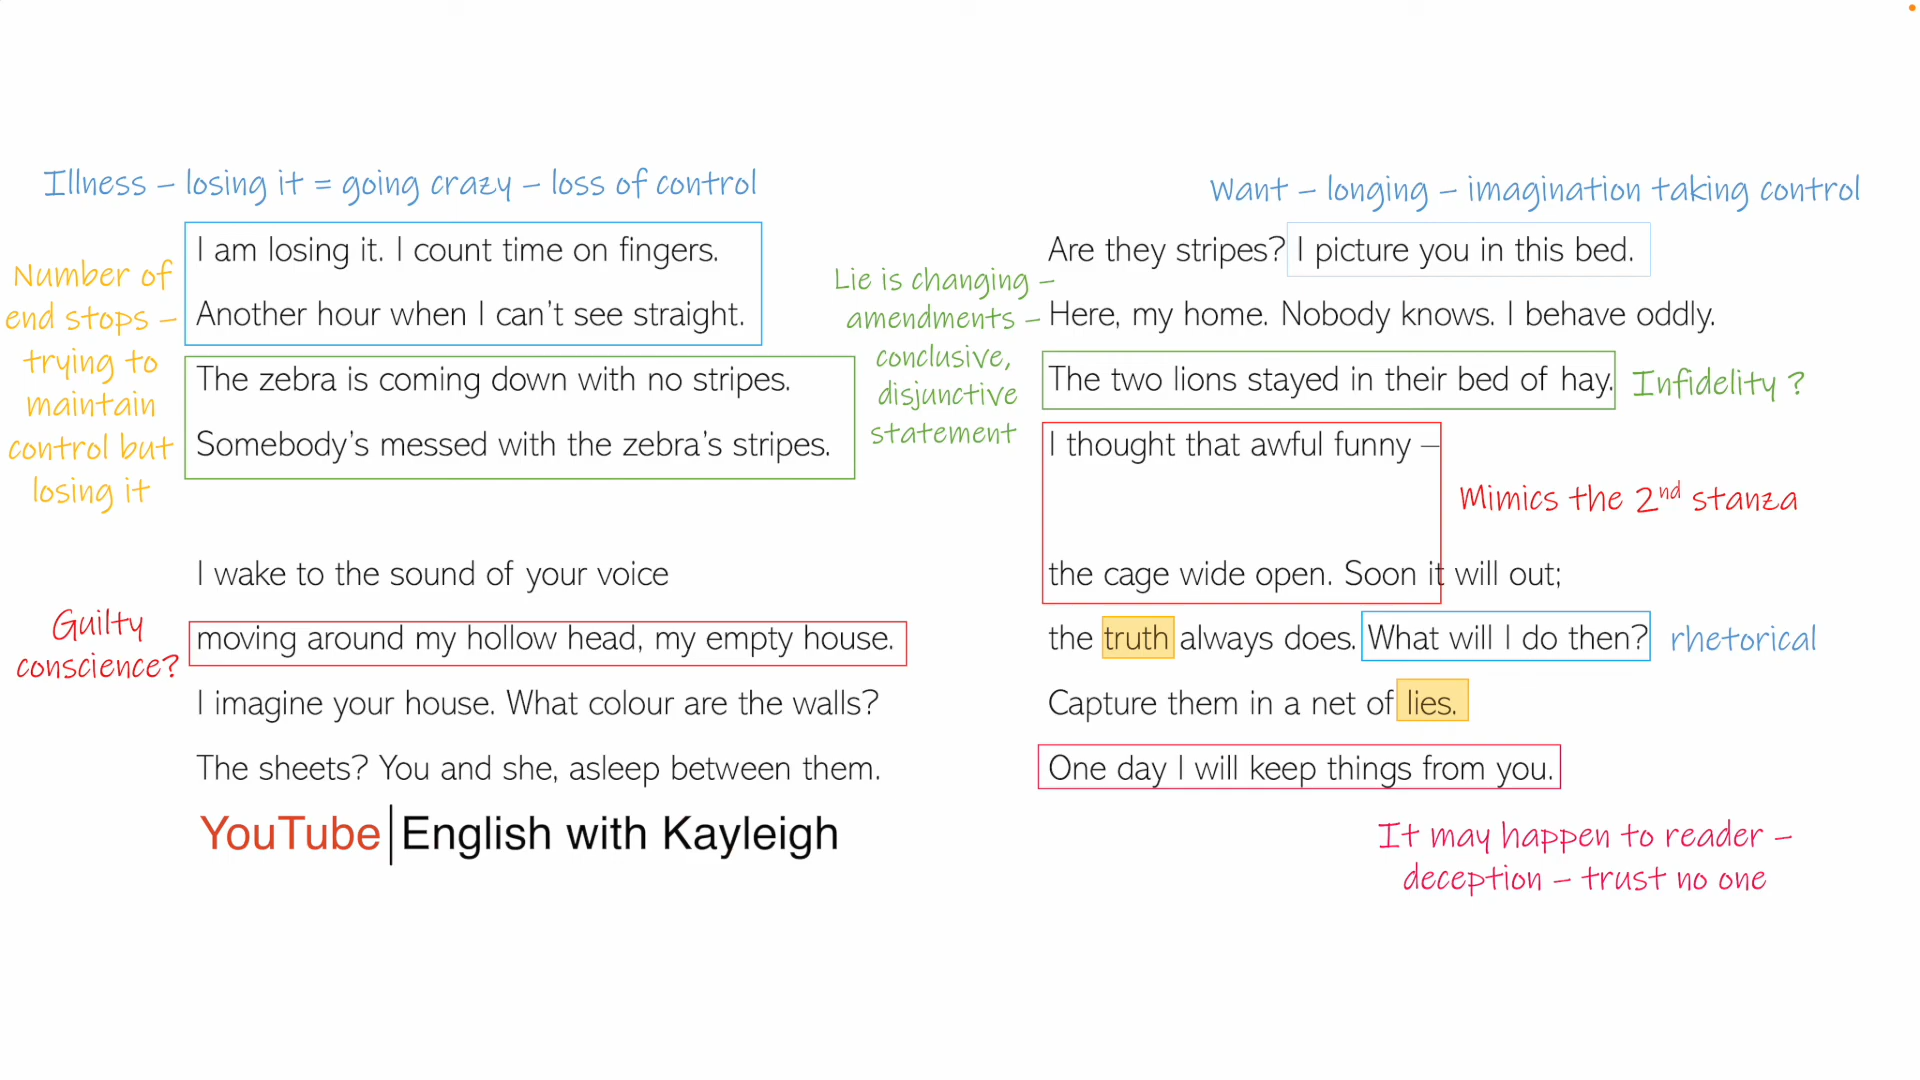 Illness – losing it = going crazy – loss of control
I am losing it. I count time on fingers.
Another hour when I can't see straight.
The zebra is coming down with no stripes.
Somebody's messed with the zebra's stripes.
Number of
end stops –
trying to
maintain
control but
losing it
Lie is changing –
amendments –
conclusive,
disjunctive
statement
I wake to the sound of your voice
moving around my hollow head, my empty house.
I imagine your house. What colour are the walls?
The sheets? You and she, asleep between them.
Guilty
conscience?
YouTube|English with Kayleigh
Want – longing – imagination taking control
Are they stripes? I picture you in this bed.
Here, my home. Nobody knows. I behave oddly.
The two lions stayed in their bed of hay.
Infidelity ?
I thought that awful funny –
Mimics the 2nd stanza
the cage wide open. Soon it will out;
the truth always does. What will I do then?
rhetorical
Capture them in a net of lies.
One day I will keep things from you.
It may happen to reader –
deception – trust no one